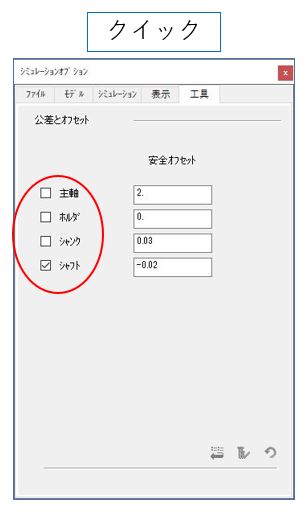 クイック
シミュレーションオプション
x
ファイル モデル シミュレーション 表示 工具
公差とオフセット
安全オフセット
主軸 2.
ホルダ 0.
シャンク 0.03
シャフト -0.02